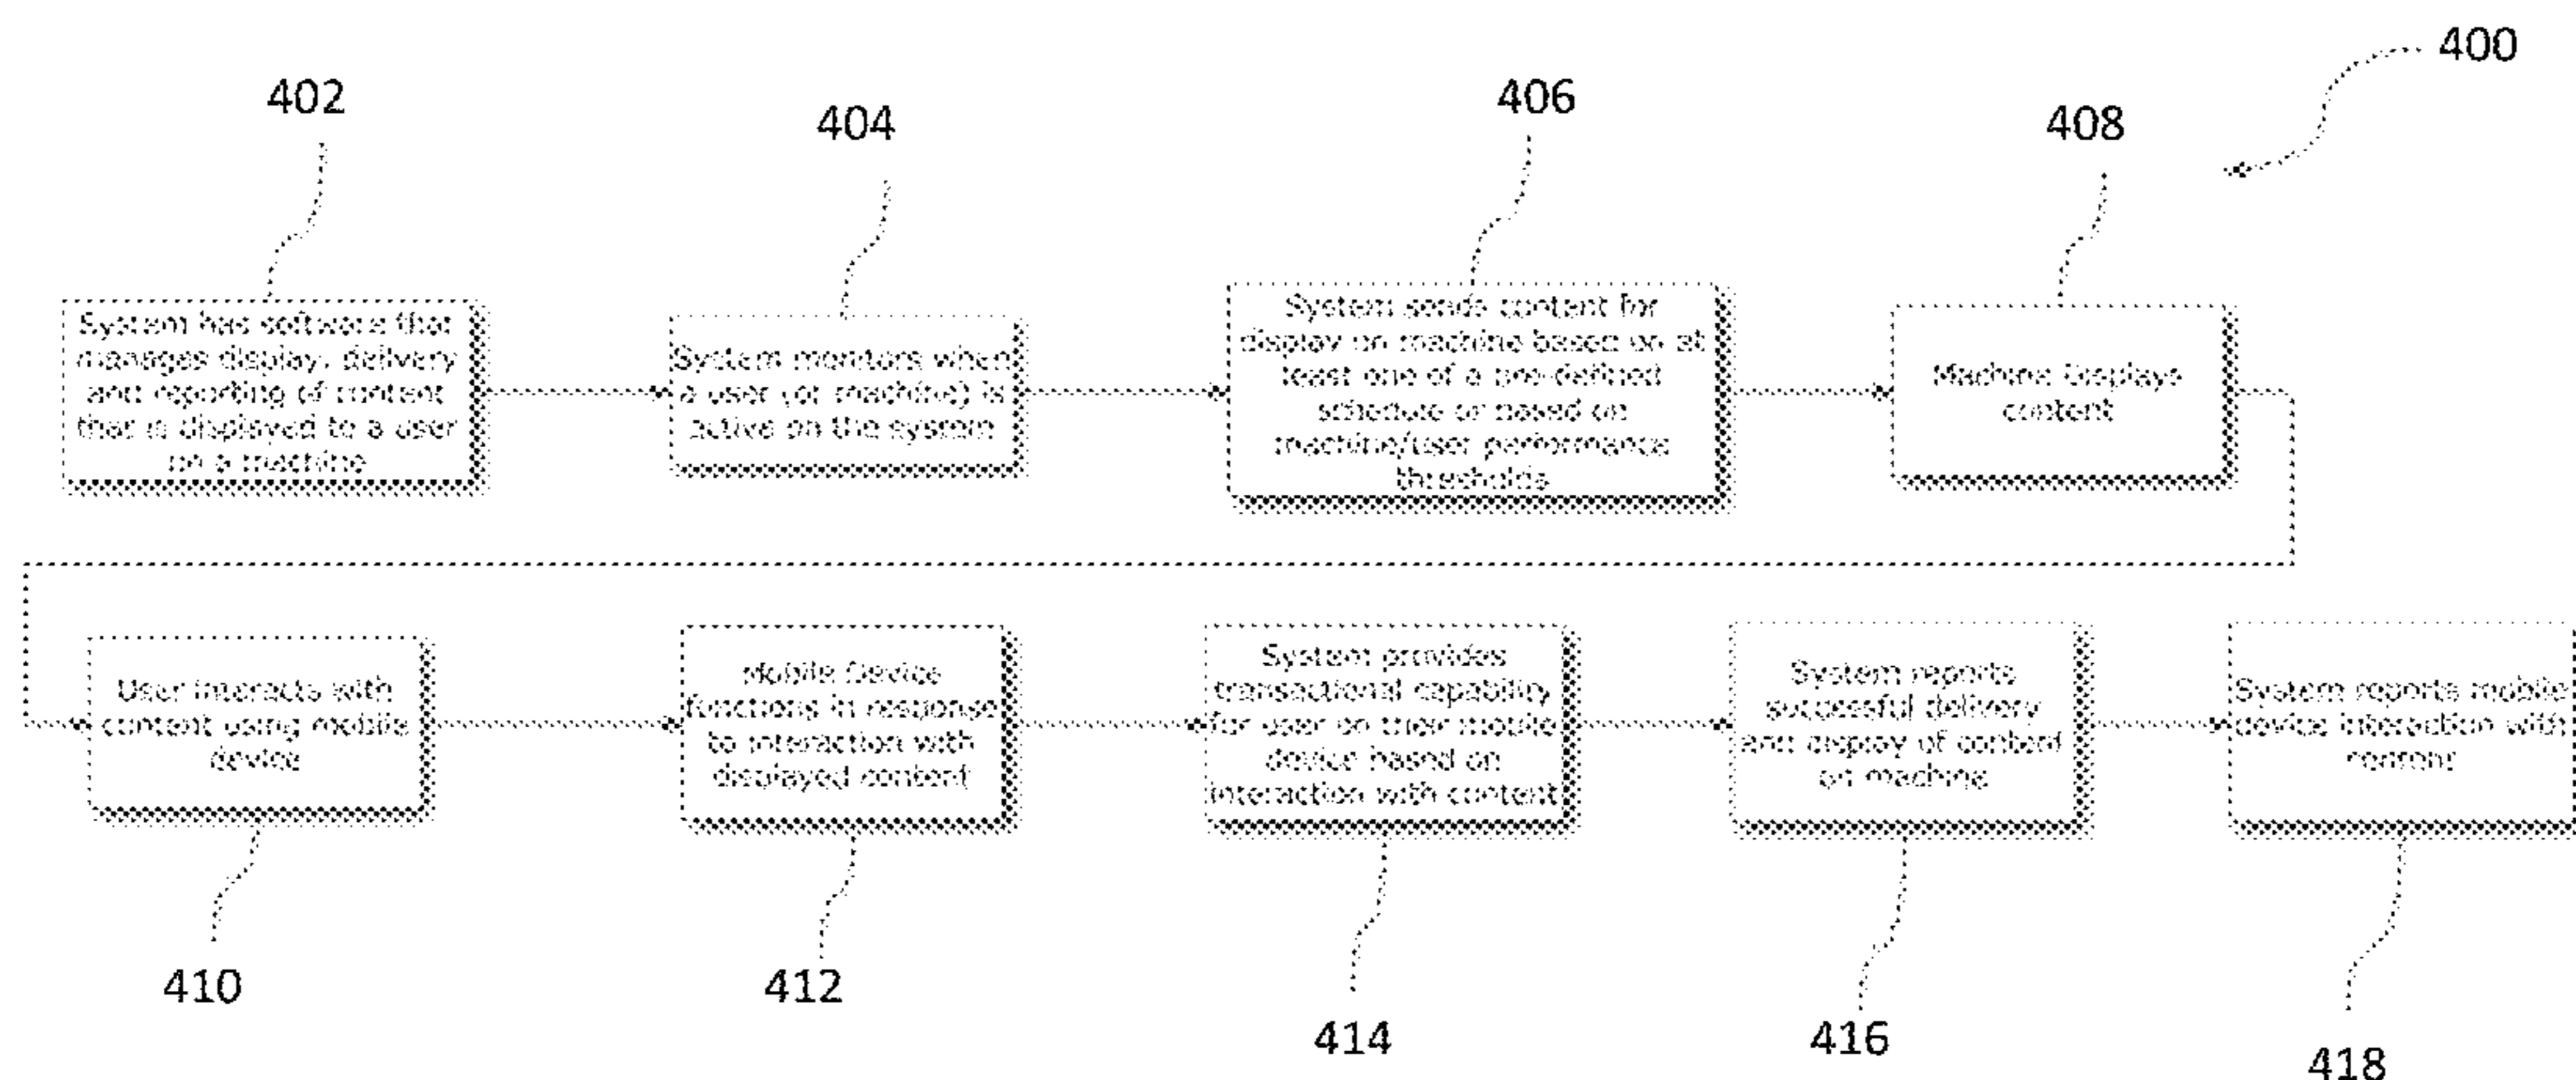 400
402
404
406
408
System has software that
manages display, delivery
and reporting of content
that is displayed to a user
on a machine
System monitors when
a user (or machine) is
active on the system
System sends content for
display on machine based on at
least one of a pre-defined
schedule or based on
machine/user performance
thresholds
Machine Displays
content
User interacts with
content using mobile
device
Mobile Device
functions in response
to interaction with
displayed content
System provides
transactional capability
for user on their mobile
device based on
interaction with content
System reports
successful delivery
and display of content
on machine
System reports mobile
device interaction with
content
410
412
414
416
418